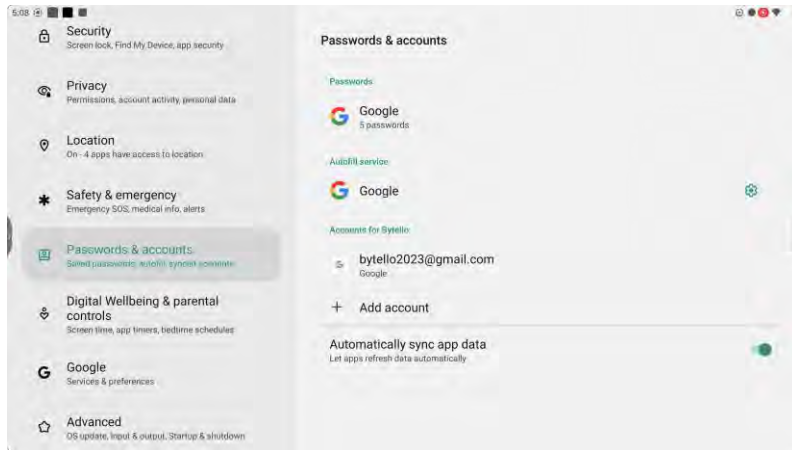 5:08
Security
Screen lock, Find My Device, app security
Privacy
Permissions, account activity, personal data
Location
On - 4 apps have access to location
Safety & emergency
Emergency SOS, medical info, alerts
Passwords & accounts
Saved passwords, autofill, synced accounts
Digital Wellbeing & parental
controls
Screen time, app timers, bedtime schedules
Google
Services & preferences
Advanced
OS update, Input & output, Startup & shutdown
Passwords & accounts
Passwords
Google
5 passwords
Autofill service
Google
Accounts for Bytello
bytello2023@gmail.com
Google
Add account
Automatically sync app data
Let apps refresh data automatically